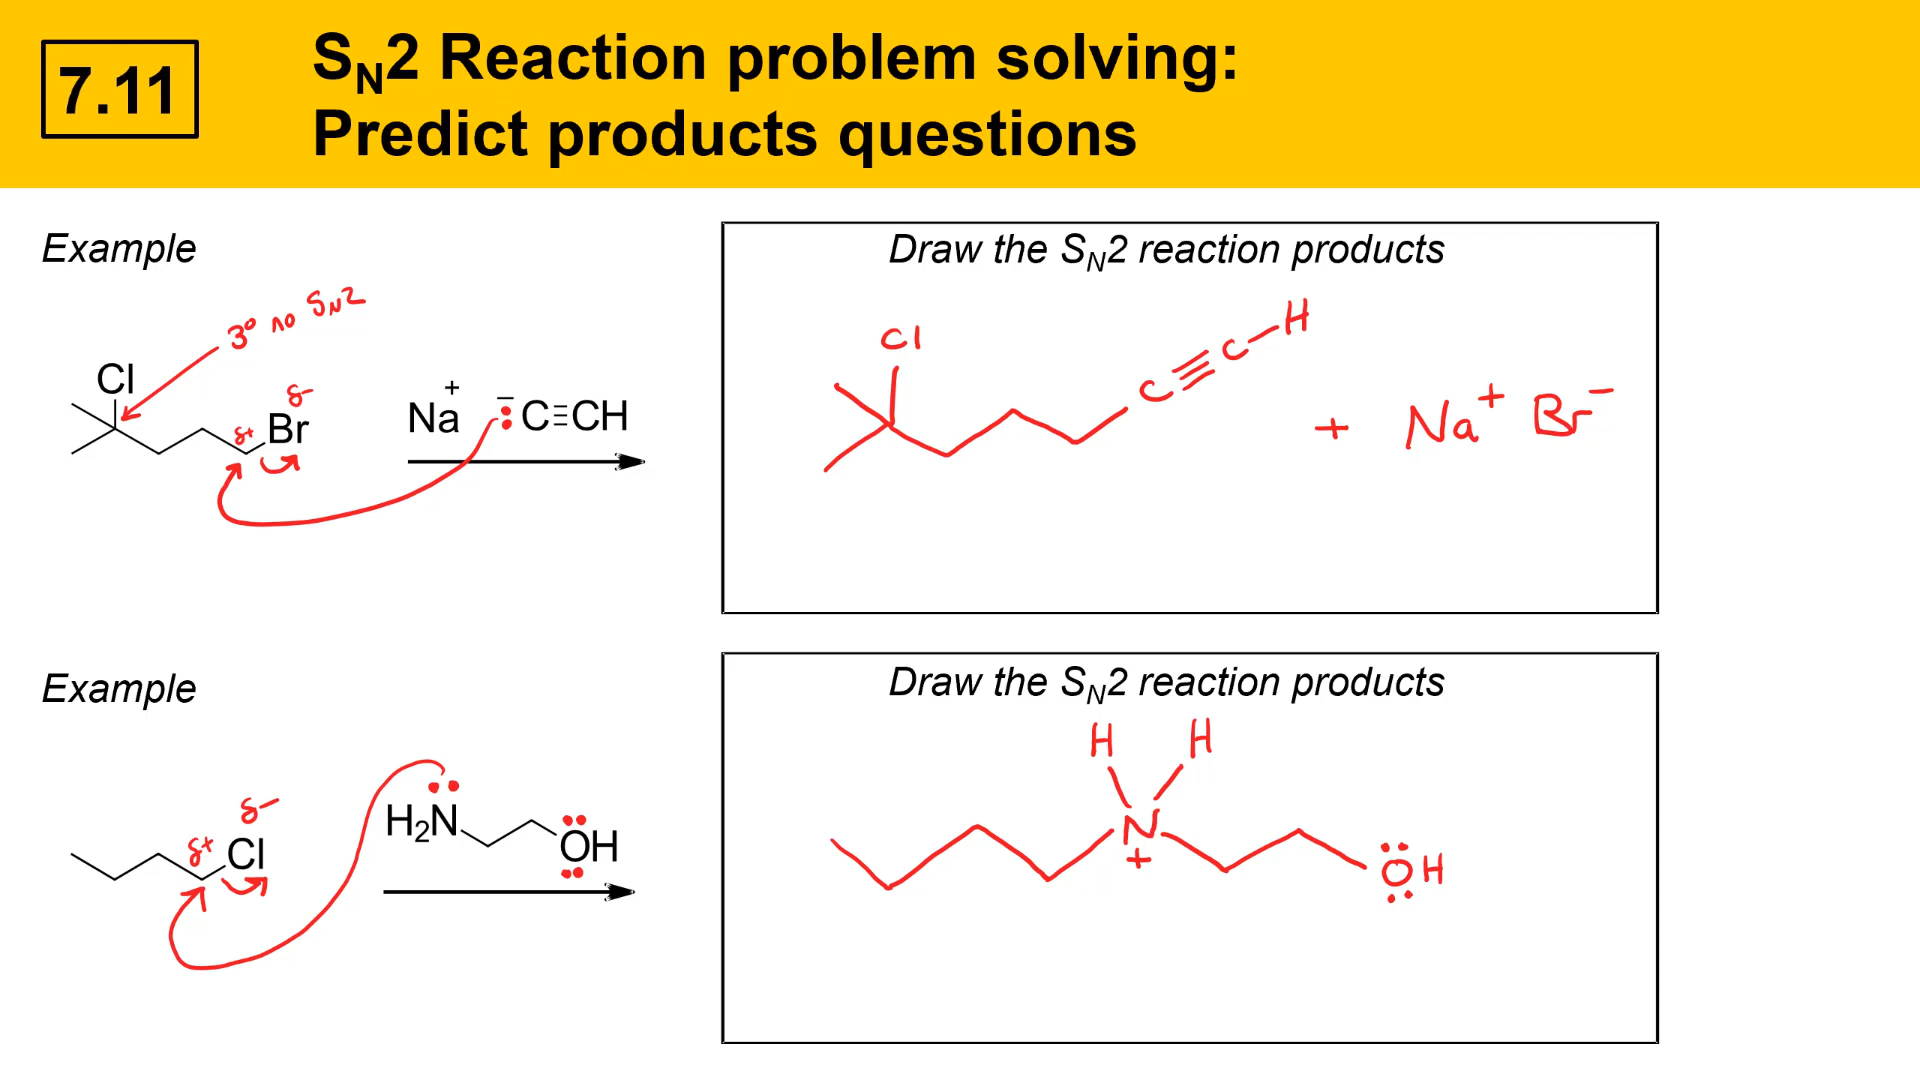 7.11
SN2 Reaction problem solving:
Predict products questions
Example
3° no SN2
Cl
δ+ Br δ-
Na+ -:C≡CH
Draw the SN2 reaction products
Cl
C≡C-H
+ Na+ Br-
Example
δ+ Cl δ-
H2N
OH
Draw the SN2 reaction products
H H
N
+
OH